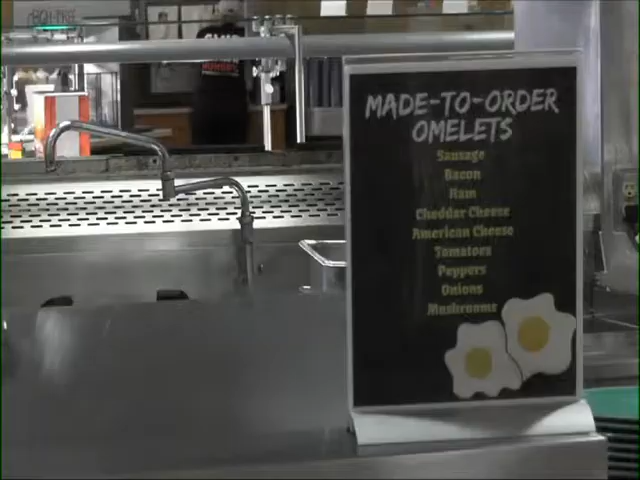 MADE-TO-ORDER
OMELETS
Sausage
Bacon
Ham
Cheddar Cheese
American Cheese
Tomatoes
Peppers
Onions
Mushrooms